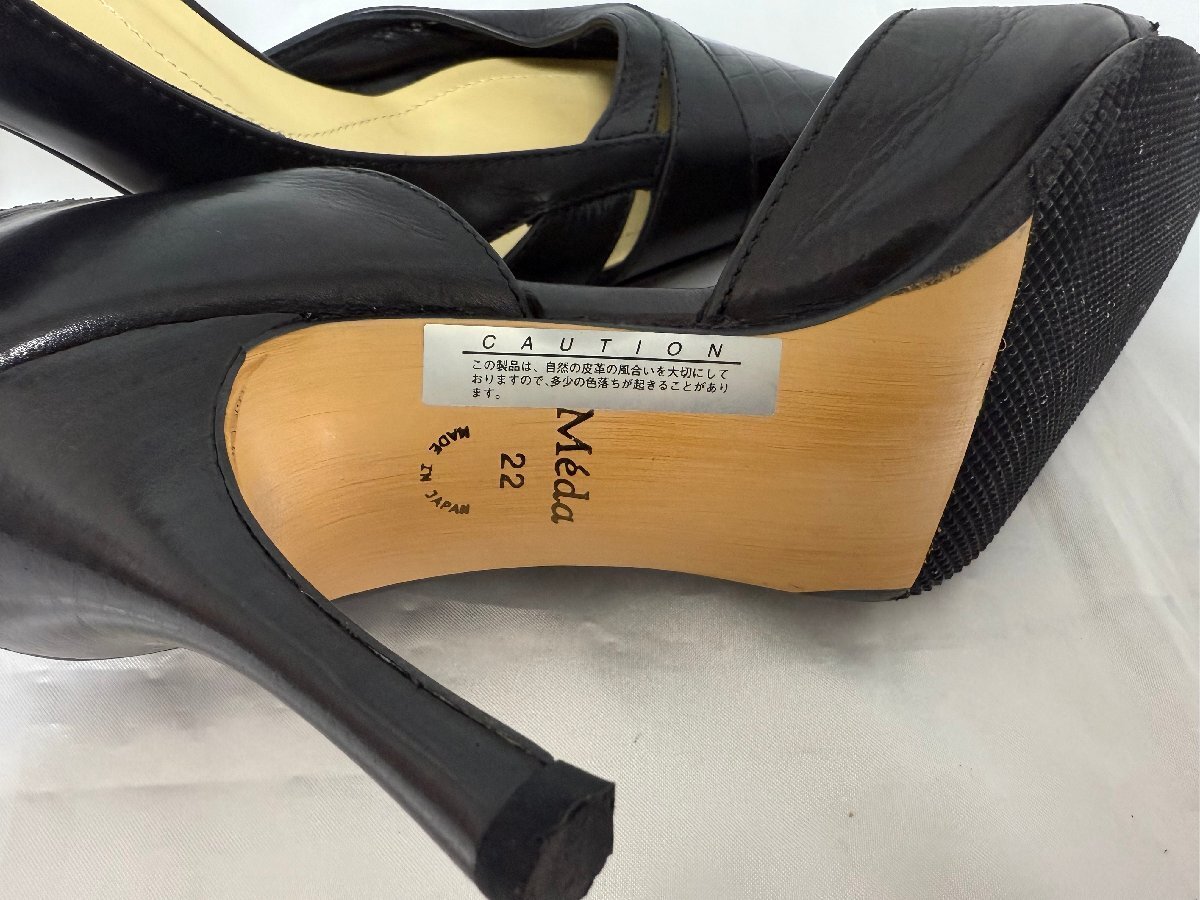 CAUTION
この製品は、自然の皮革の風合いを大切にして
おりますので、多少の色落ちが起きることがあり
ます。
Méda
22
MADE IN JAPAN